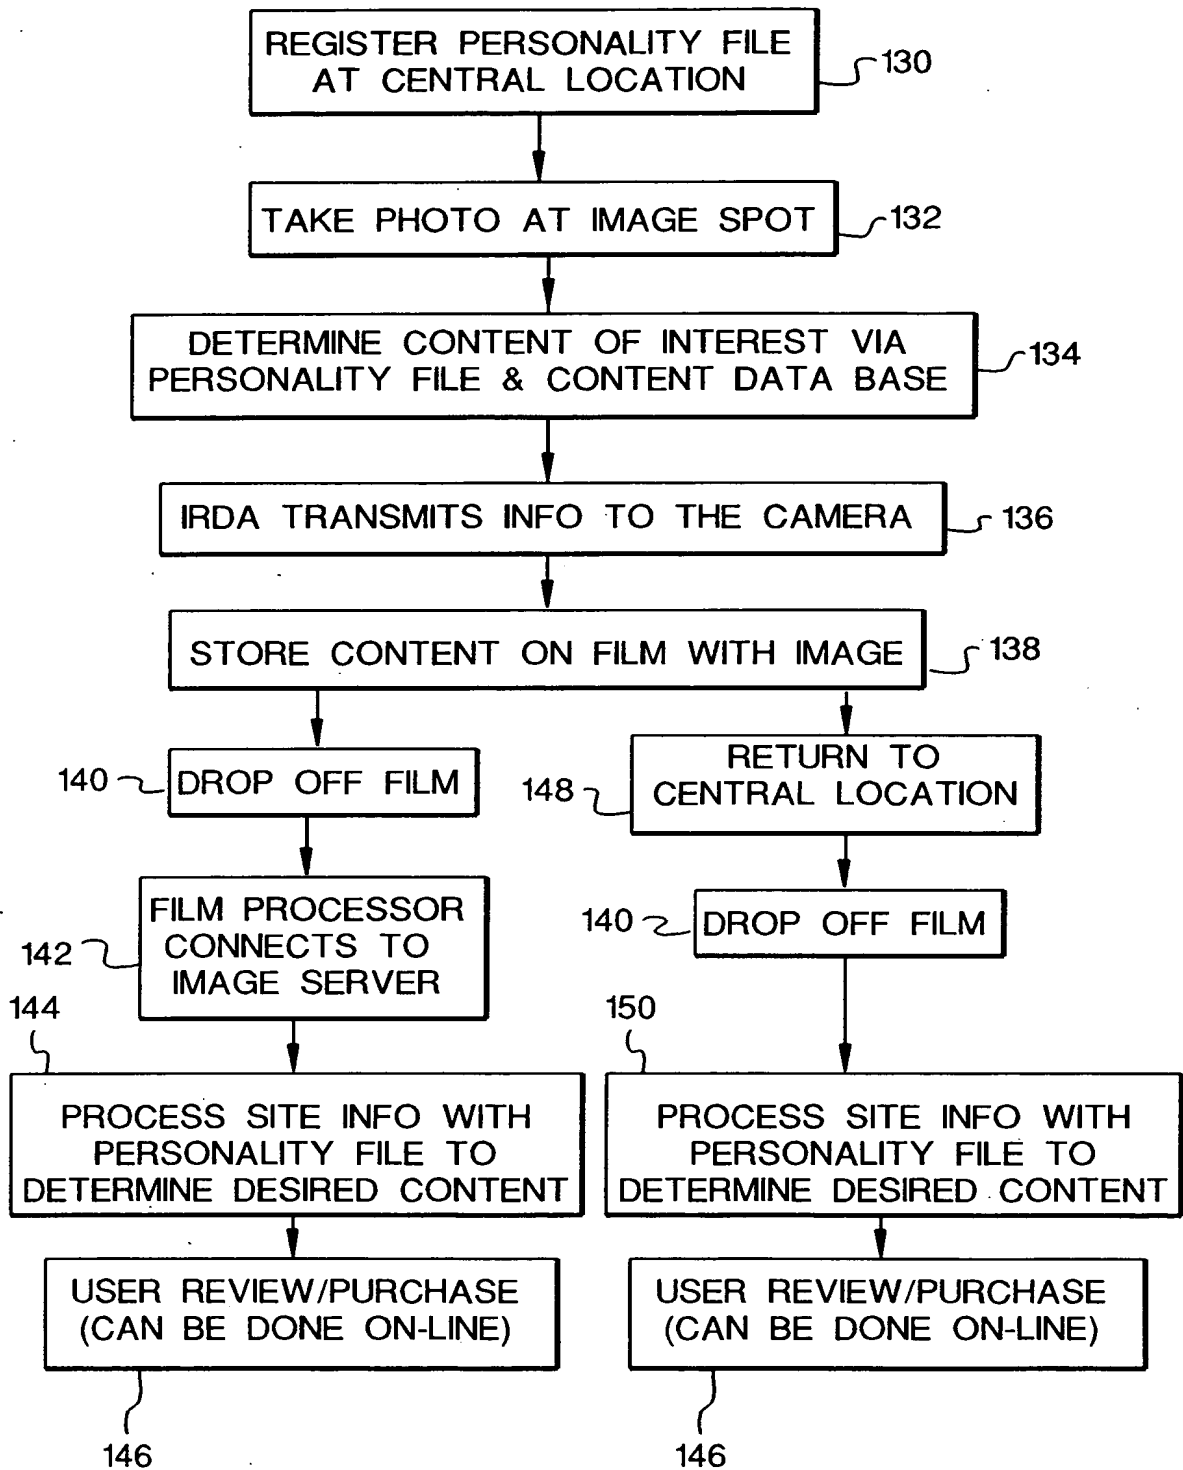 REGISTER PERSONALITY FILE
AT CENTRAL LOCATION
130
TAKE PHOTO AT IMAGE SPOT
132
DETERMINE CONTENT OF INTEREST VIA
PERSONALITY FILE & CONTENT DATA BASE
134
IRDA TRANSMITS INFO TO THE CAMERA
136
STORE CONTENT ON FILM WITH IMAGE
138
140
DROP OFF FILM
142
FILM PROCESSOR
CONNECTS TO
IMAGE SERVER
144
PROCESS SITE INFO WITH
PERSONALITY FILE TO
DETERMINE DESIRED CONTENT
USER REVIEW/PURCHASE
(CAN BE DONE ON-LINE)
146
148
RETURN TO
CENTRAL LOCATION
140
DROP OFF FILM
150
PROCESS SITE INFO WITH
PERSONALITY FILE TO
DETERMINE DESIRED CONTENT
USER REVIEW/PURCHASE
(CAN BE DONE ON-LINE)
146